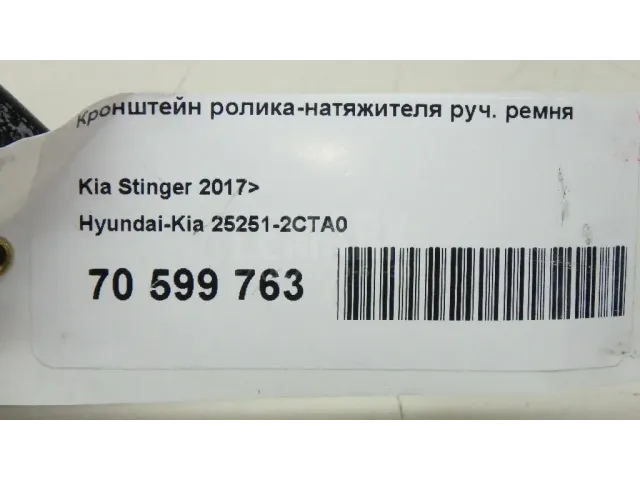 Кронштейн ролика-натяжителя руч. ремня
Kia Stinger 2017>
Hyundai-Kia 25251-2CTA0
70 599 763